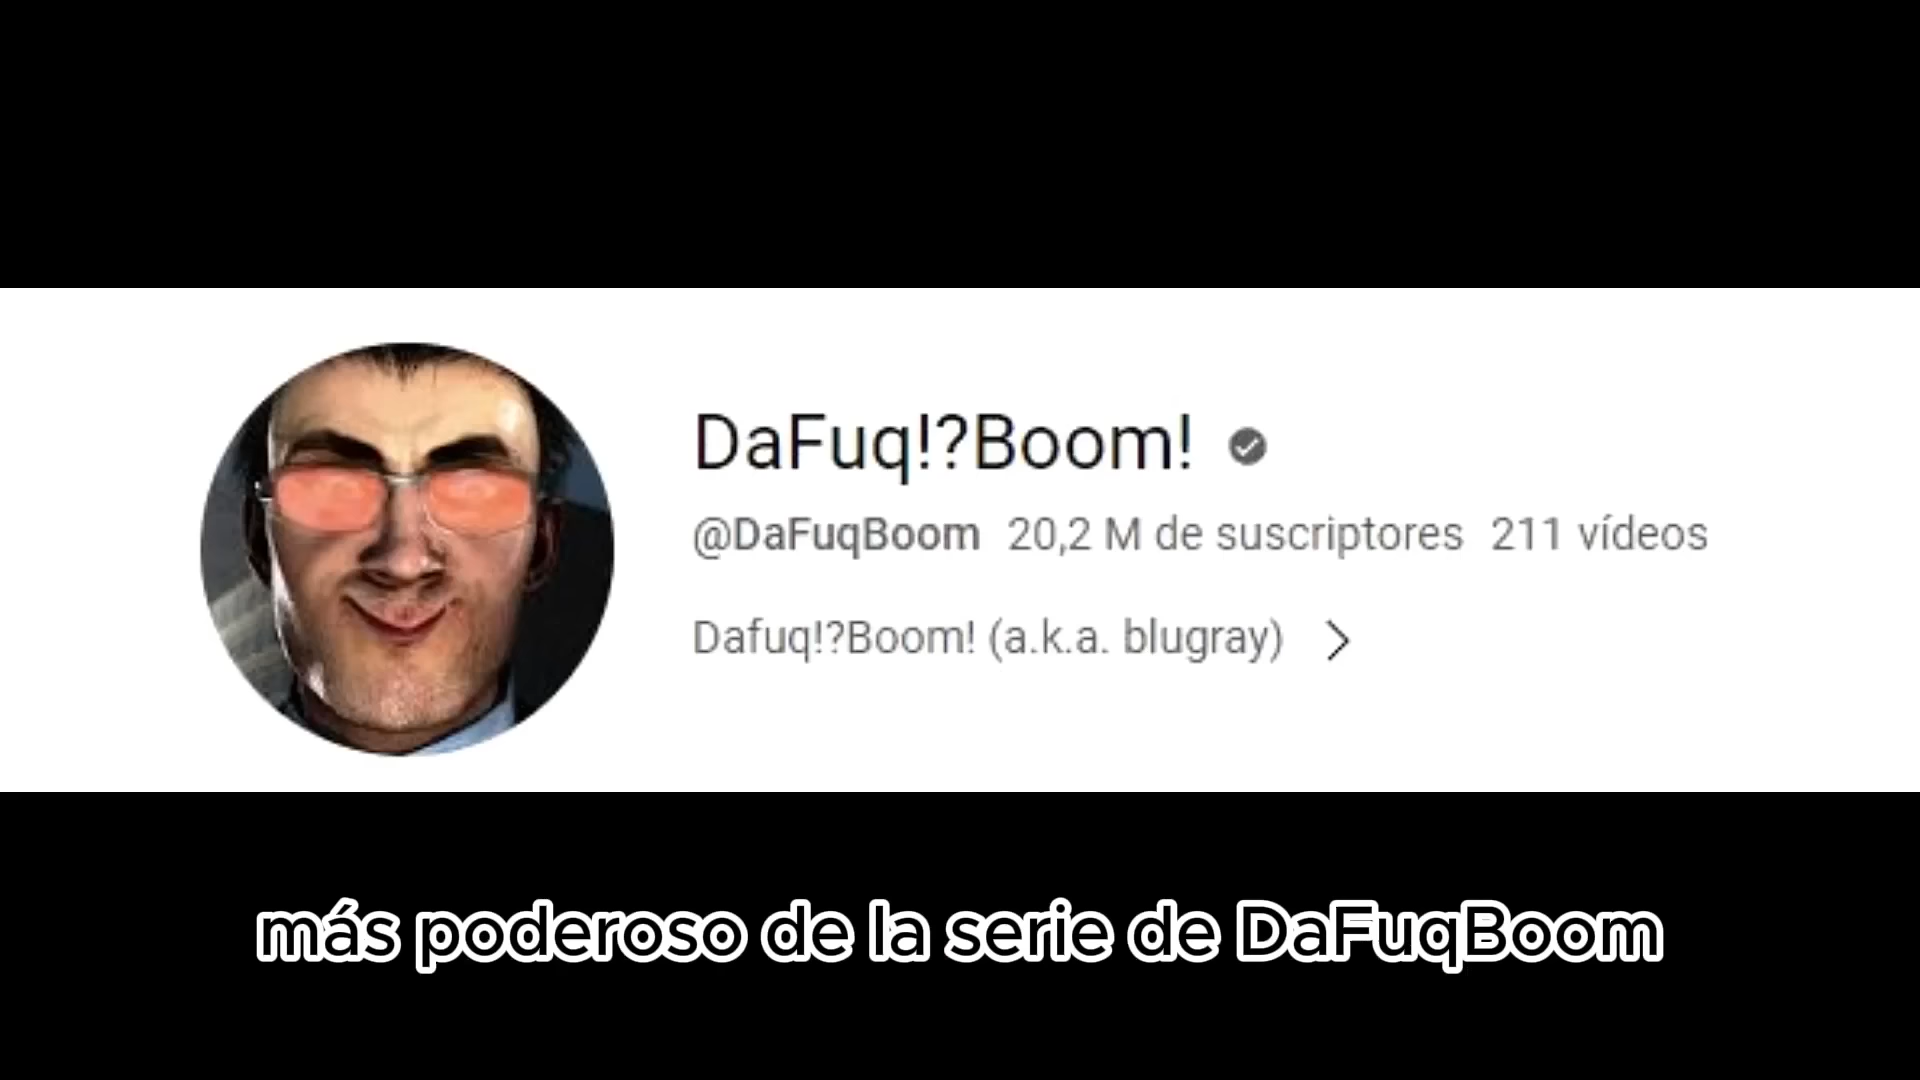 DaFuq!?Boom!
@DaFuqBoom 20,2 M de suscriptores 211 vídeos
Dafuq!?Boom! (a.k.a. blugray)
más poderoso de la serie de DaFuqBoom